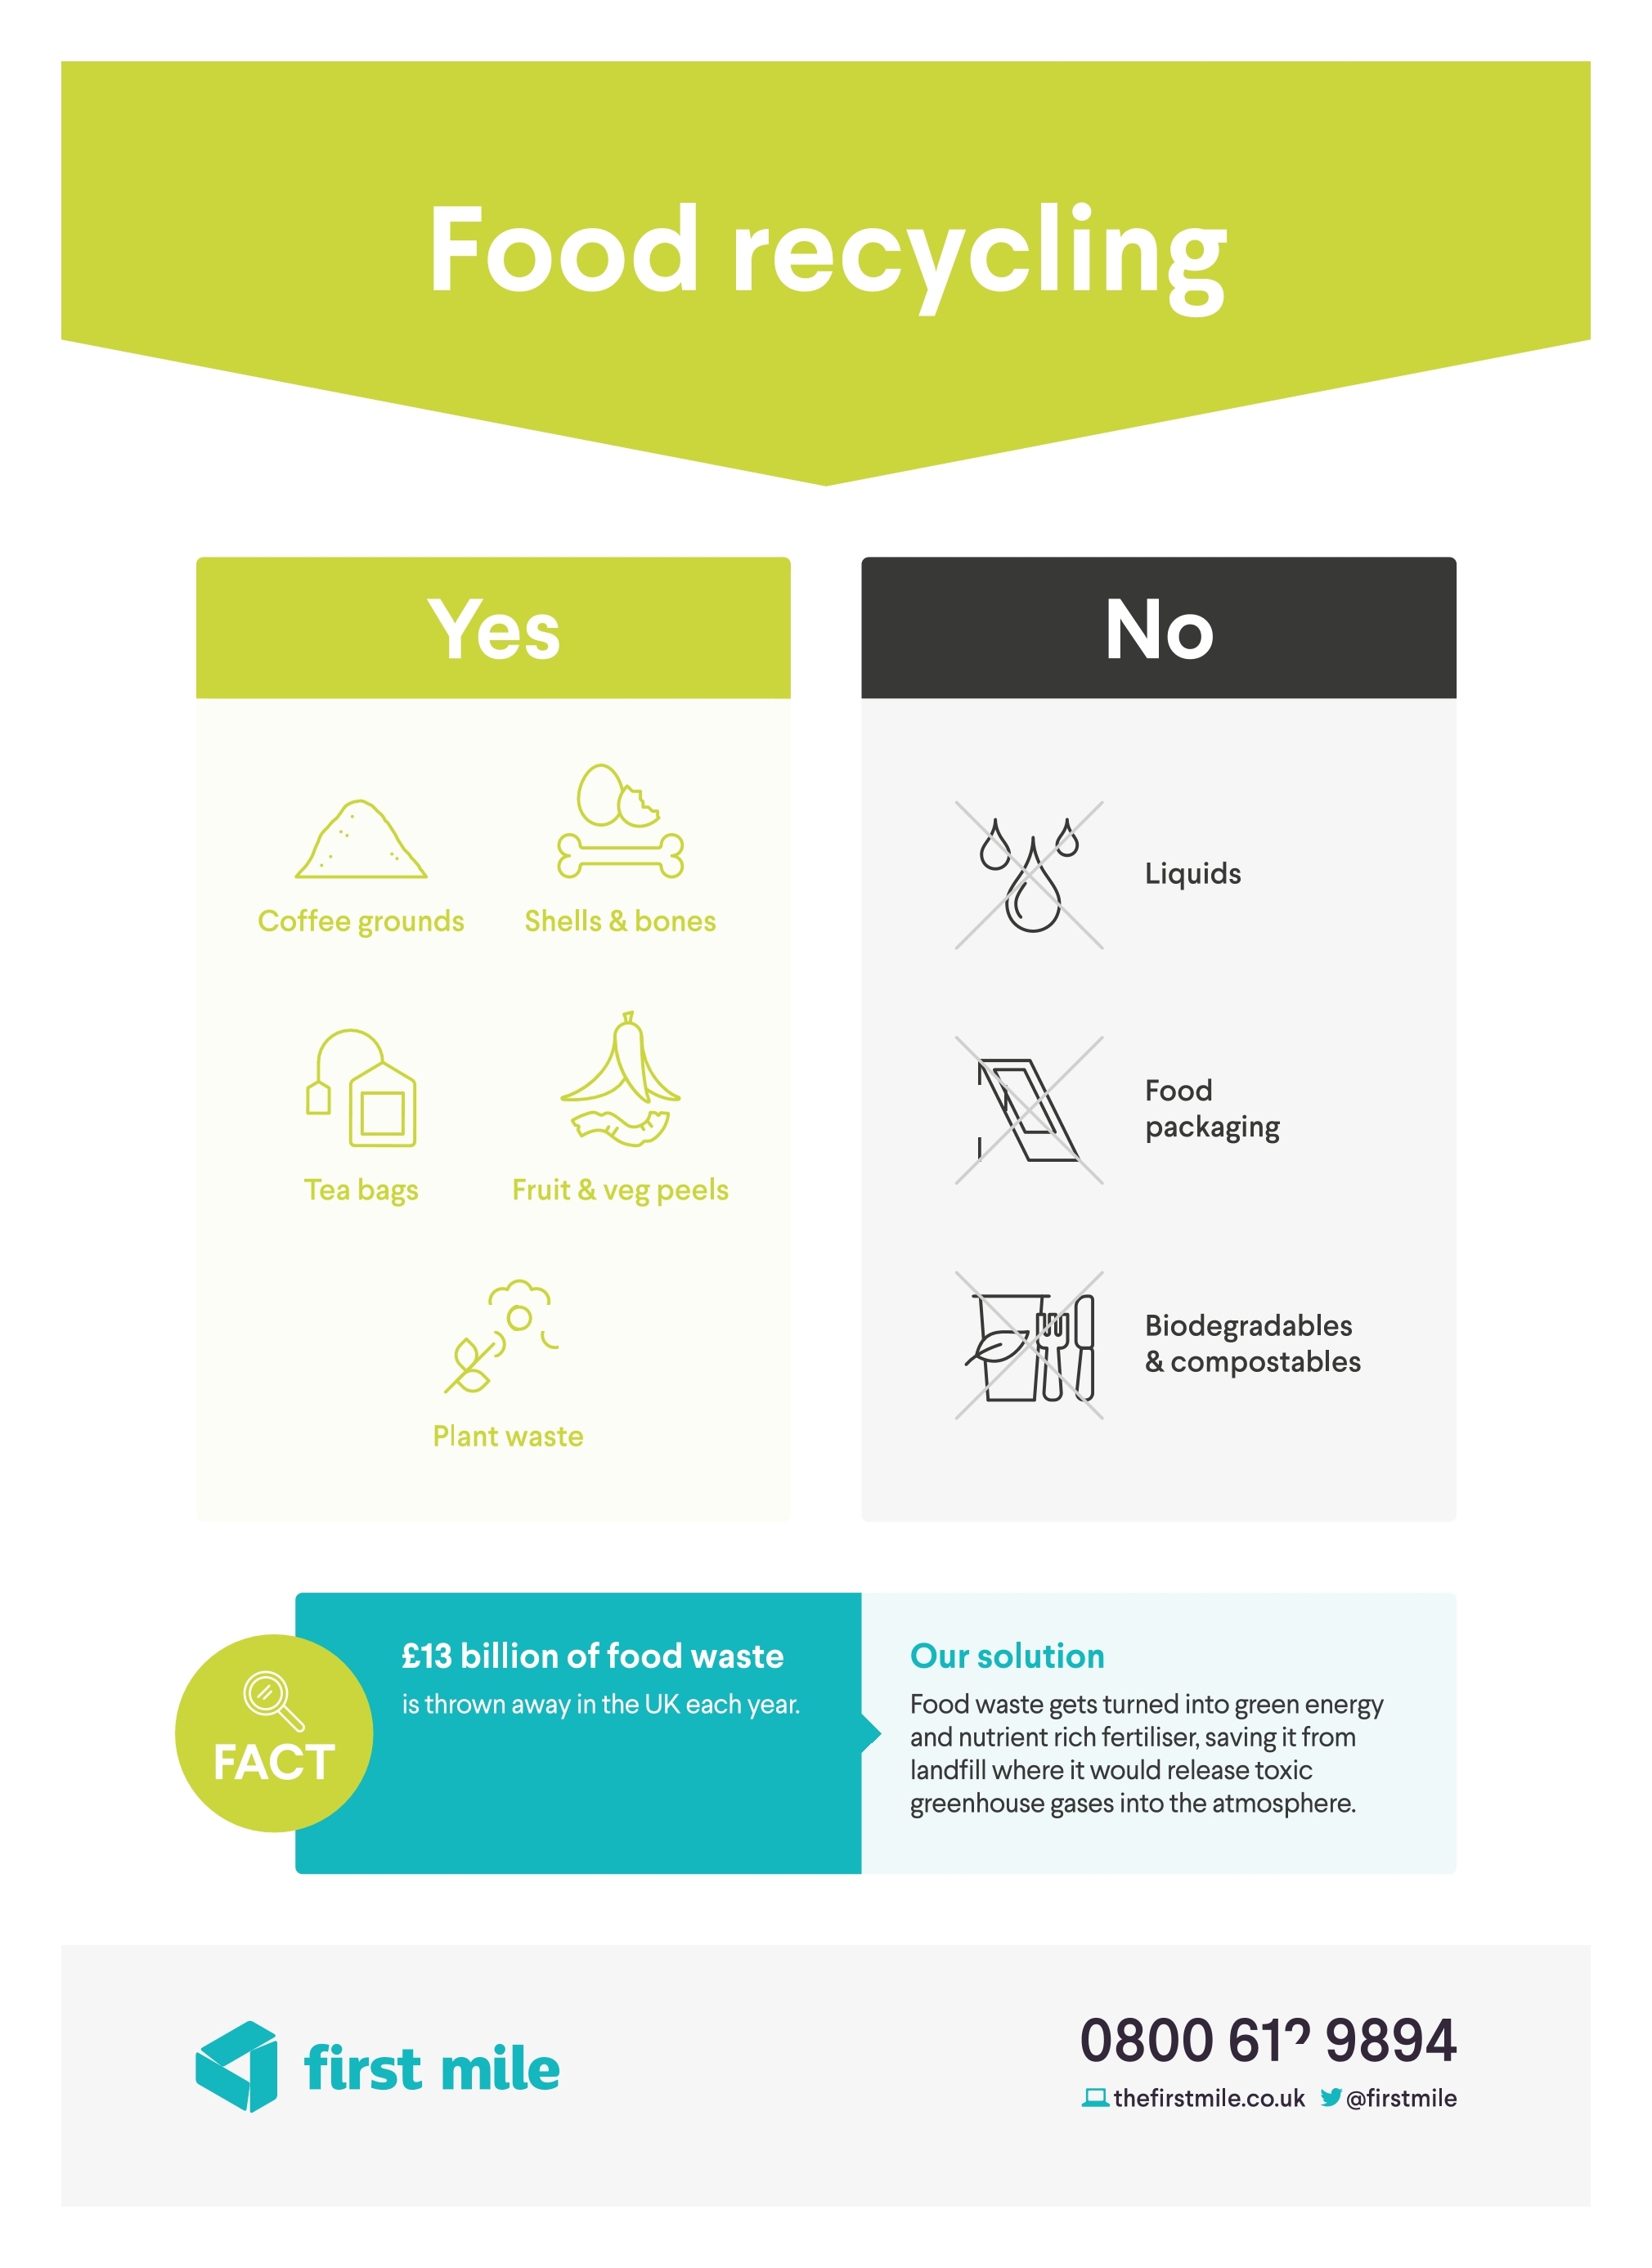 Food recycling
Yes
No
Coffee grounds
Shells & bones
Liquids
Tea bags
Fruit & veg peels
Food
packaging
Plant waste
Biodegradables
& compostables
FACT
£13 billion of food waste
is thrown away in the UK each year.
Our solution
Food waste gets turned into green energy
and nutrient rich fertiliser, saving it from
landfill where it would release toxic
greenhouse gases into the atmosphere.
first mile
0800 9894
thefirstmile.co.uk @firstmile